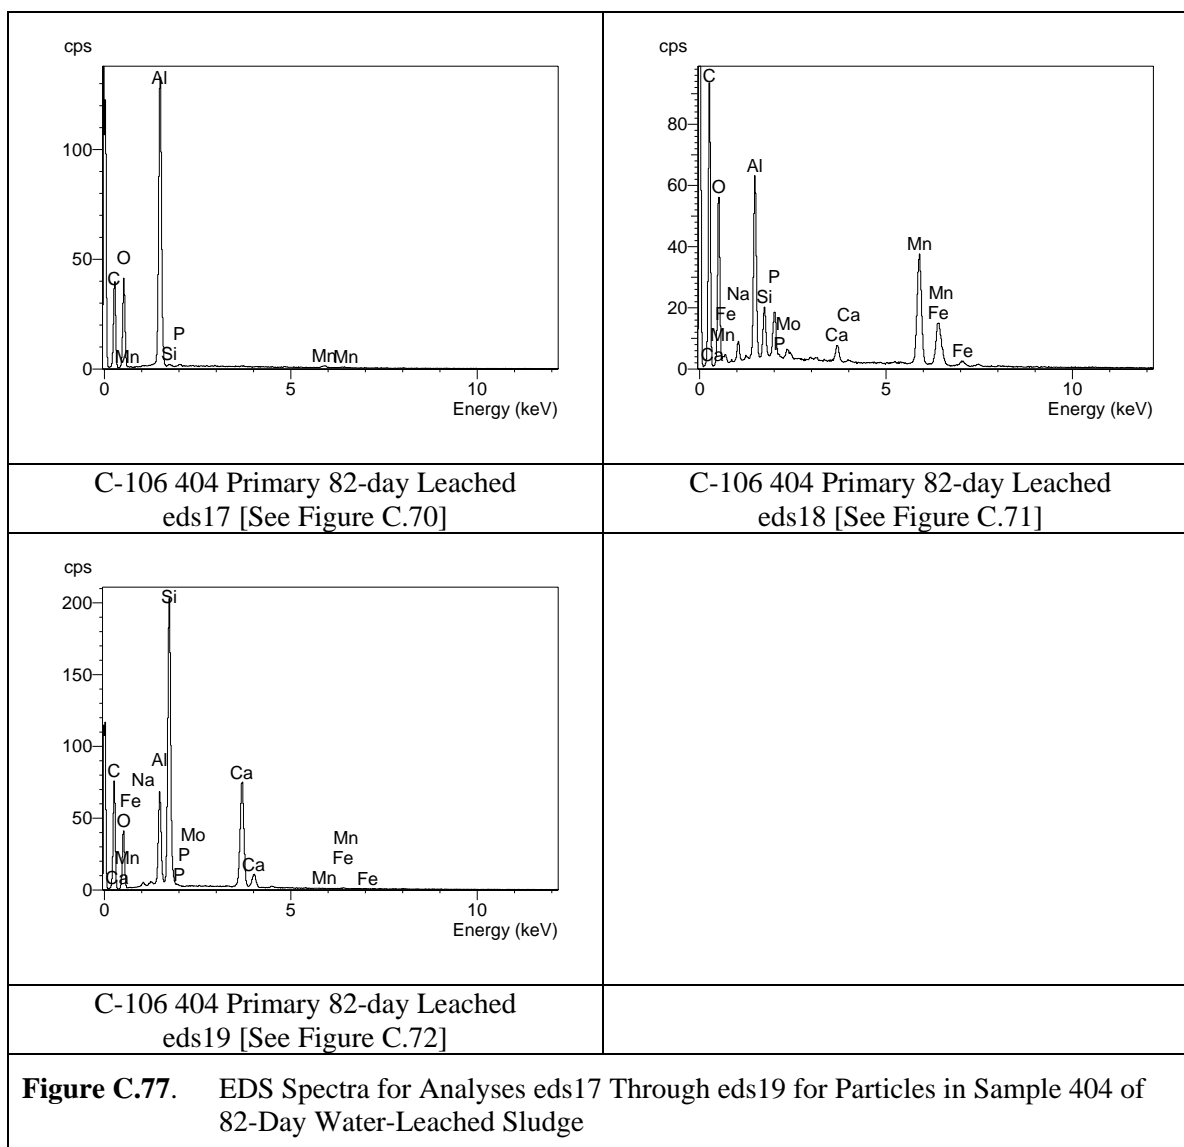 cps
Al
100
50
0
O
C
Mn
P
Si
Mn Mn
0 5 10
Energy (keV)
C-106 404 Primary 82-day Leached
eds17 [See Figure C.70]
cps
C
80
60
40
20
0
Al
O
Mn
P
Na
Si
Mn
Fe
Ca
Fe
Mo
Mn
Ca
P
Fe
Ca
0 5 10
Energy (keV)
C-106 404 Primary 82-day Leached
eds18 [See Figure C.71]
cps
200
150
100
50
0
Si
Al
Ca
C
Na
Fe
O
Mo
Mn
Mn
P
Fe
Ca
P
Ca
Mn
Fe
0 5 10
Energy (keV)
C-106 404 Primary 82-day Leached
eds19 [See Figure C.72]
Figure C.77. EDS Spectra for Analyses eds17 Through eds19 for Particles in Sample 404 of
82-Day Water-Leached Sludge